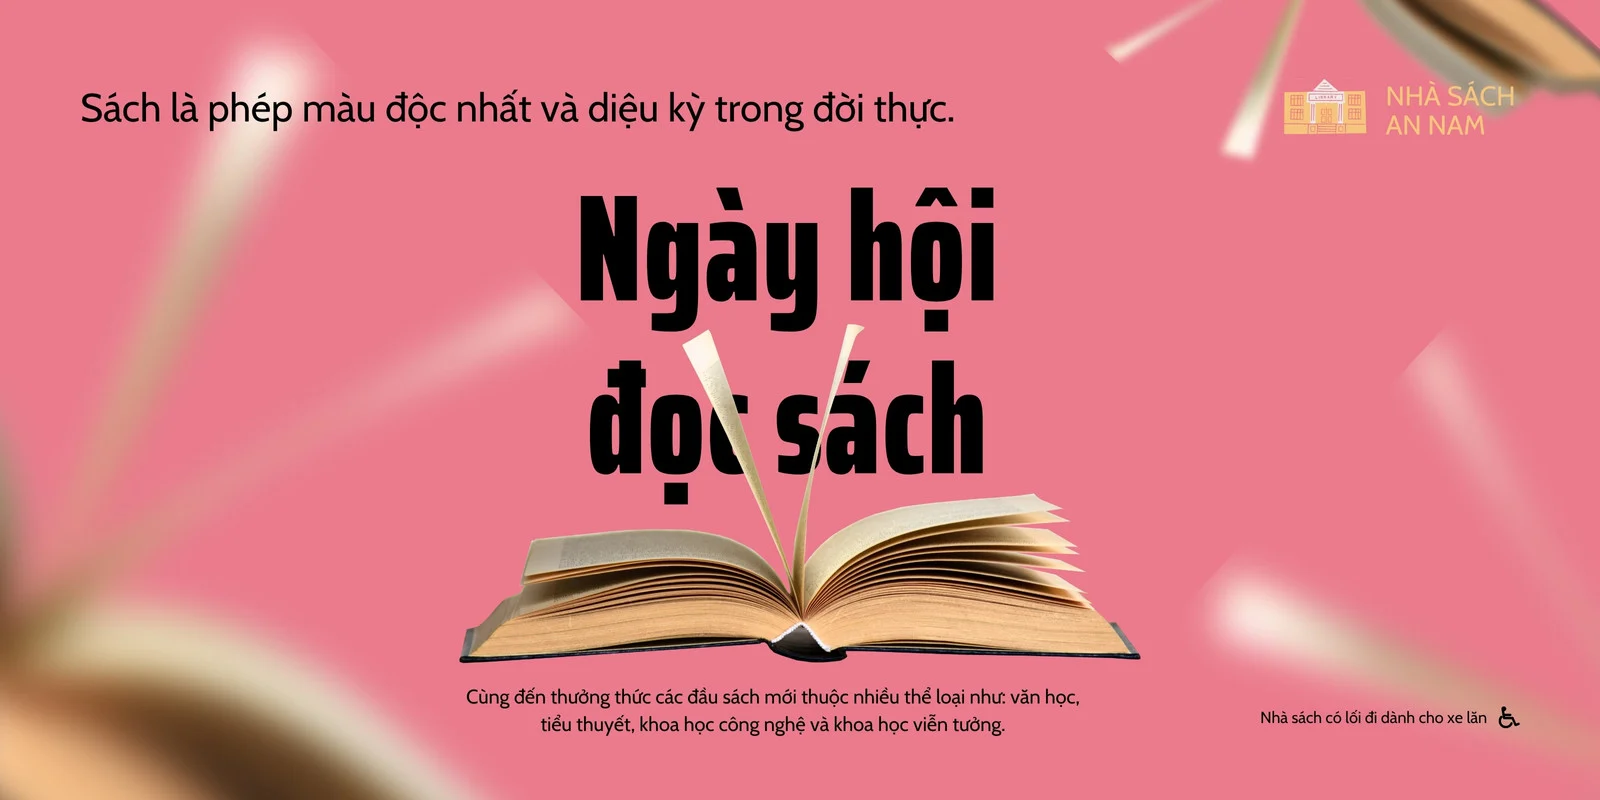 Sách là phép màu độc nhất và diệu kỳ trong đời thực.
NHÀ SÁCH
AN NAM
LIBRARY
Ngày hội
đọc sách
Cùng đến thưởng thức các đầu sách mới thuộc nhiều thể loại như: văn học,
tiểu thuyết, khoa học công nghệ và khoa học viễn tưởng.
Nhà sách có lối đi dành cho xe lăn